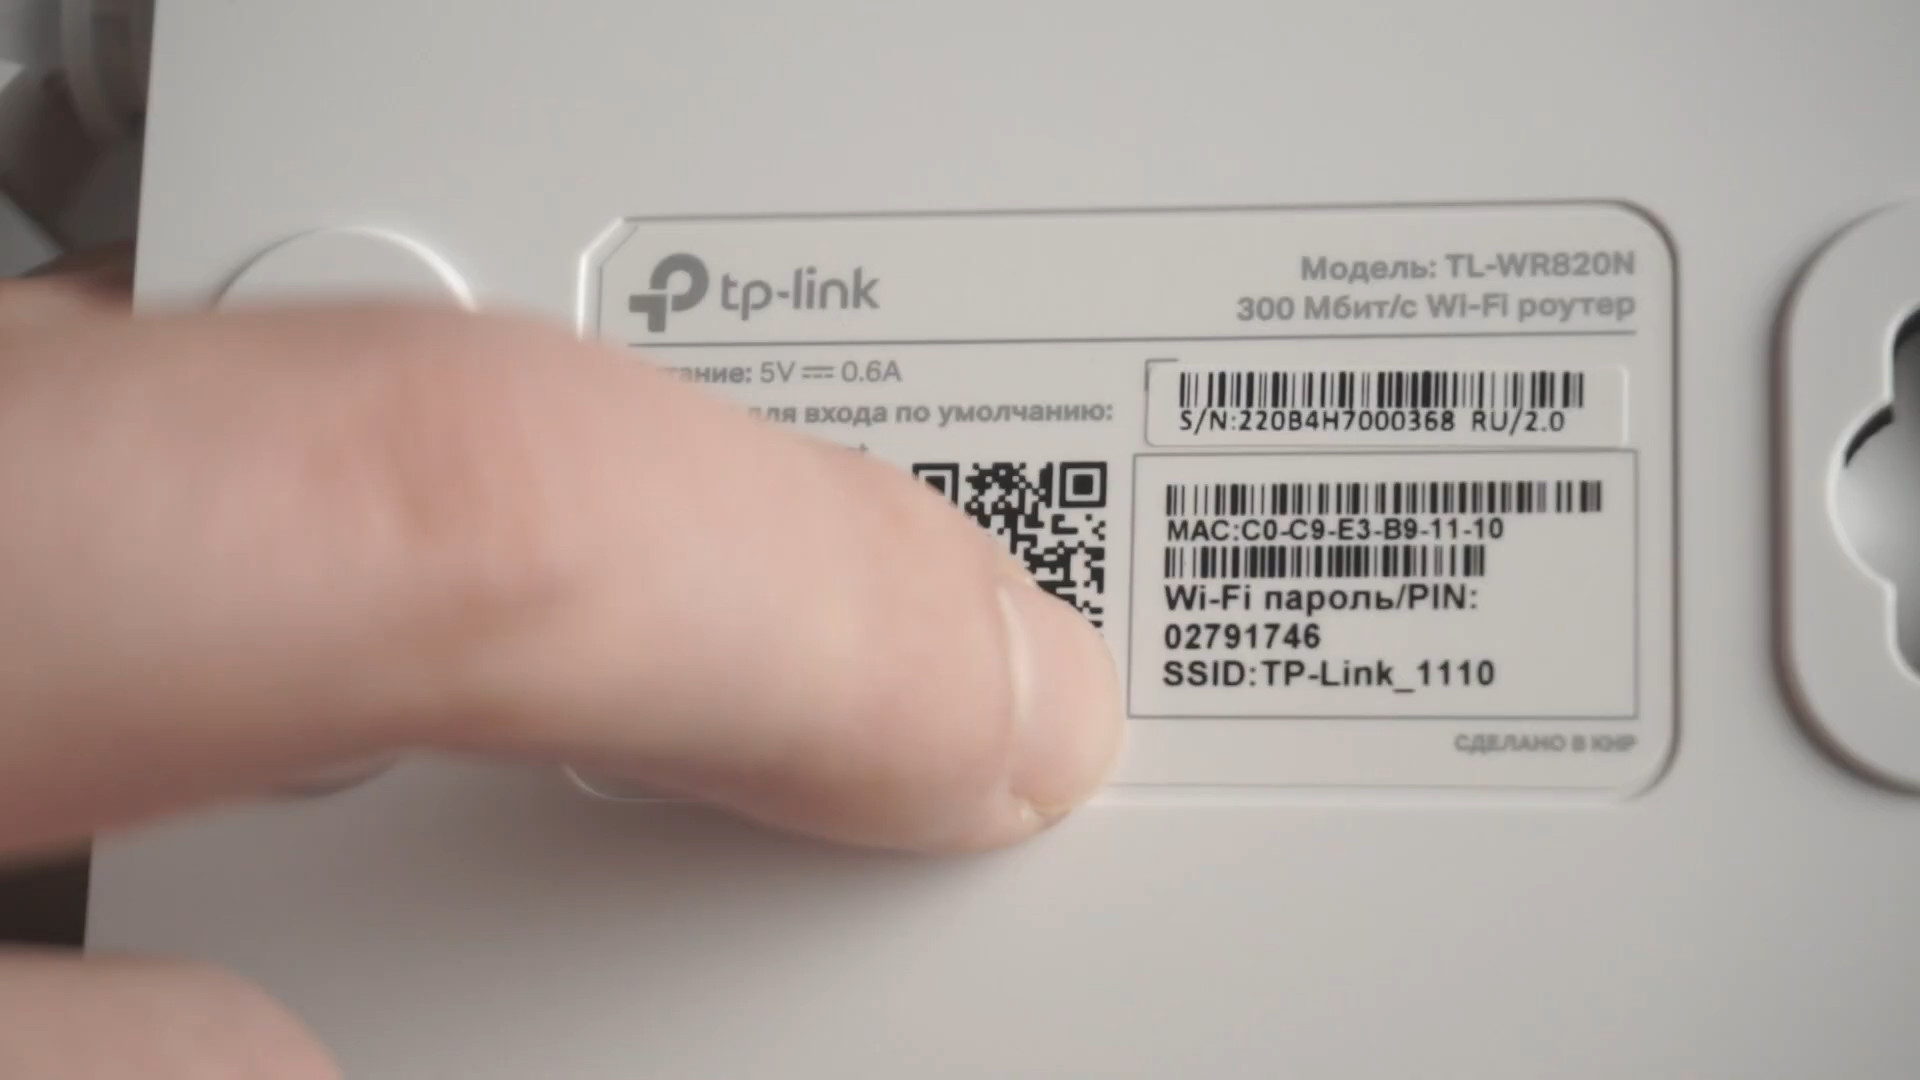 tp-link
Модель: TL-WR820N
300 Мбит/с Wi-Fi роутер
5V ⎓ 0.6A
для входа по умолчанию:
S/N:220B4H7000368 RU/2.0
MAC:C0-C9-E3-B9-11-10
Wi-Fi пароль/PIN:
02791746
SSID:TP-Link_1110
СДЕЛАНО В КНР